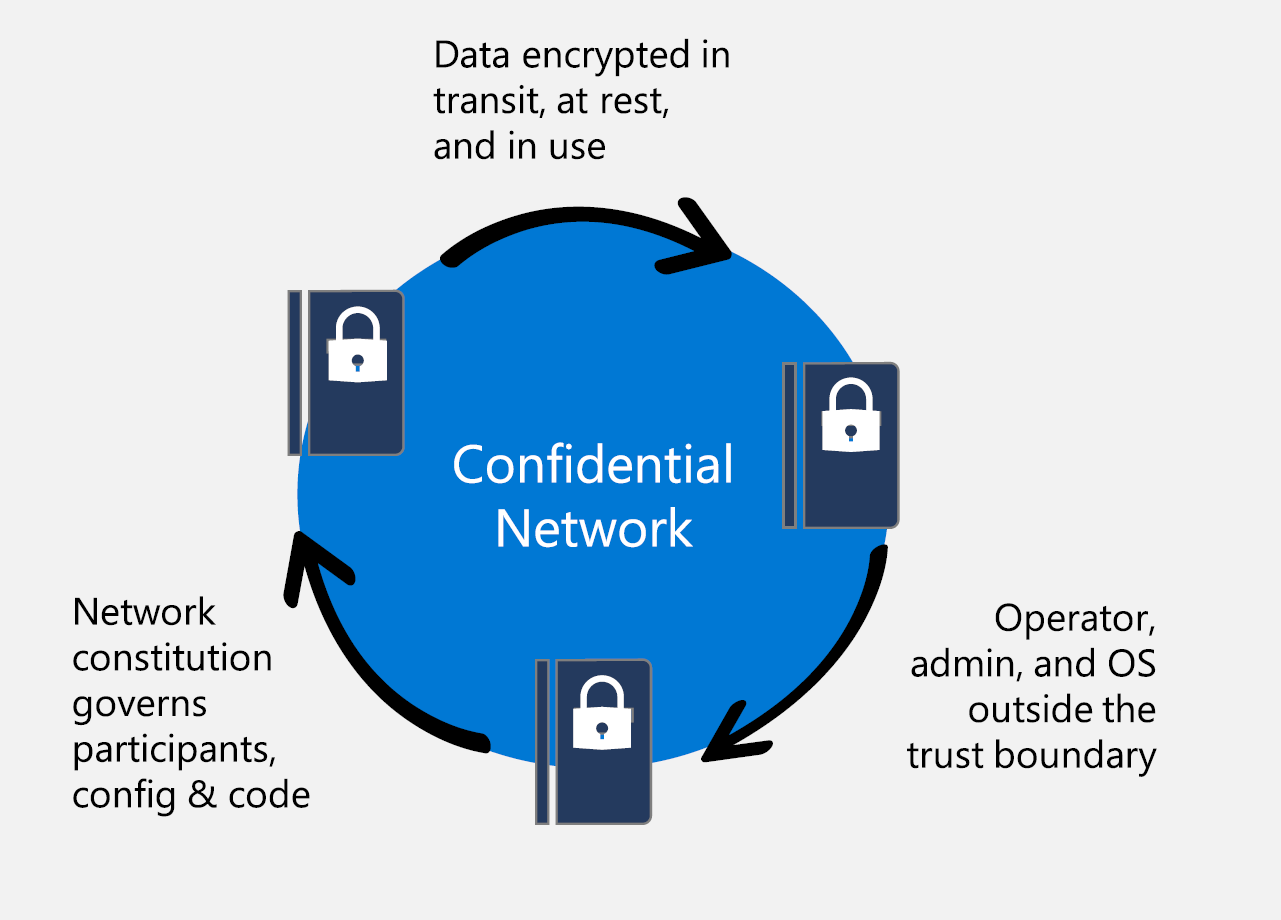 Data encrypted in
transit, at rest,
and in use
Confidential
Network
Network
constitution
governs
participants,
config & code
Operator,
admin, and OS
outside the
trust boundary